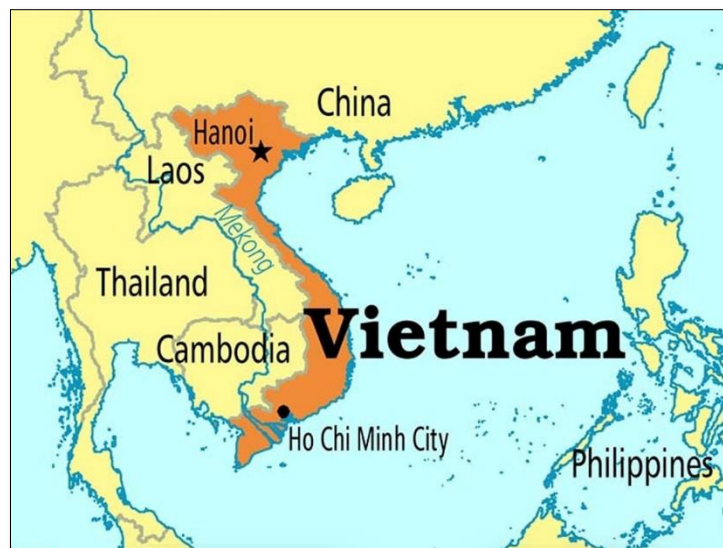 China
Hanoi
Laos
Mekong
Thailand
Vietnam
Cambodia
Ho Chi Minh City
Philippines